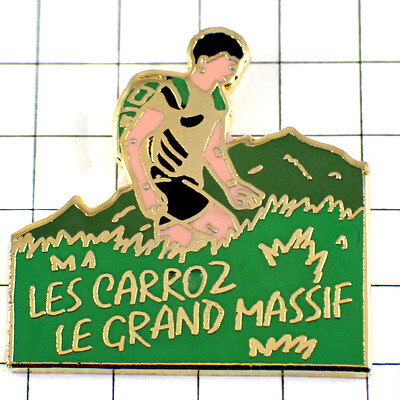 LES CARROZ
LE GRAND MASSIF